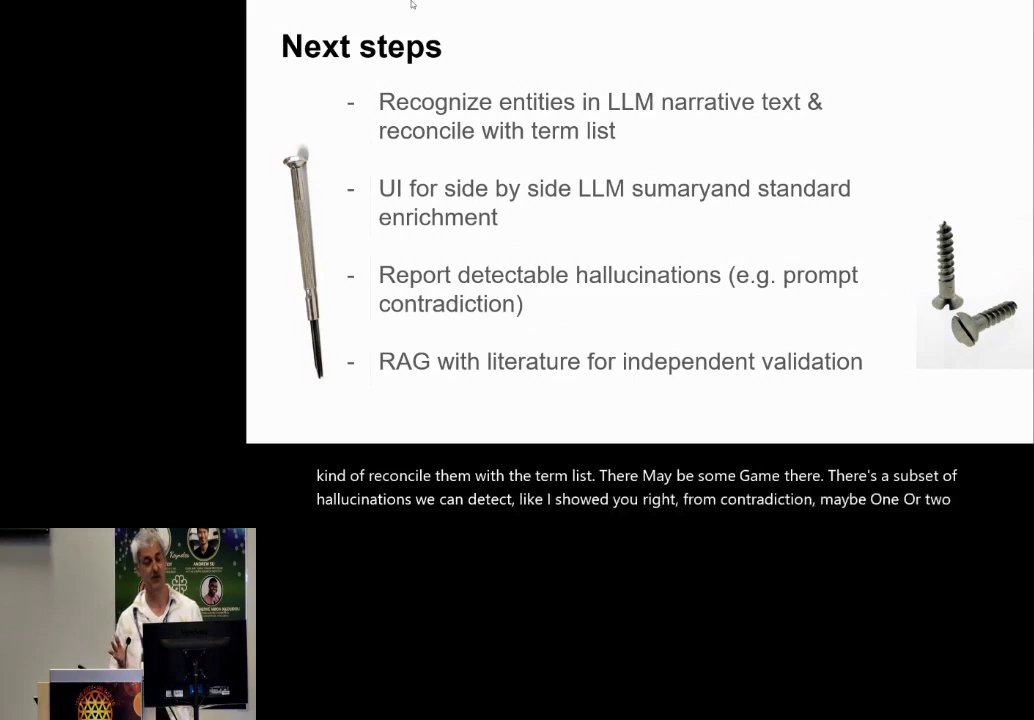 Next steps
- Recognize entities in LLM narrative text &
reconcile with term list
- UI for side by side LLM sumaryand standard
enrichment
- Report detectable hallucinations (e.g. prompt
contradiction)
- RAG with literature for independent validation
kind of reconcile them with the term list. There May be some Game there. There's a subset of
hallucinations we can detect, like I showed you right, from contradiction, maybe One Or two
Keynotes
ANDREW SU